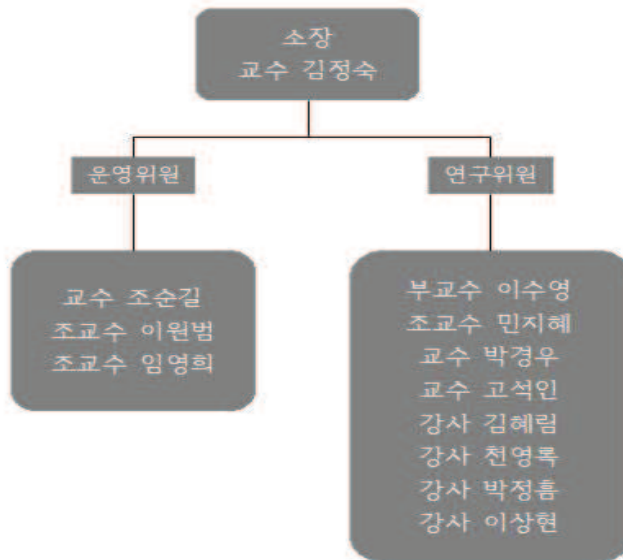 소장
교수 김정숙
운영위원
연구위원
교수 조순길
조교수 이원범
조교수 임영희
부교수 이수영
조교수 민지혜
교수 박경우
교수 고석인
강사 김혜림
강사 천영록
강사 박정흠
강사 이상현